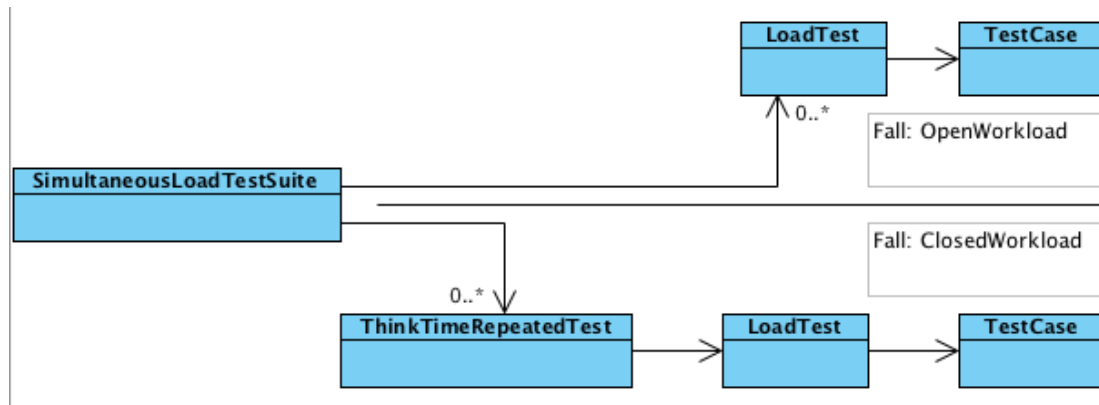 LoadTest
TestCase
0..*
Fall: OpenWorkload
SimultaneousLoadTestSuite
Fall: ClosedWorkload
0..*
ThinkTimeRepeatedTest
LoadTest
TestCase